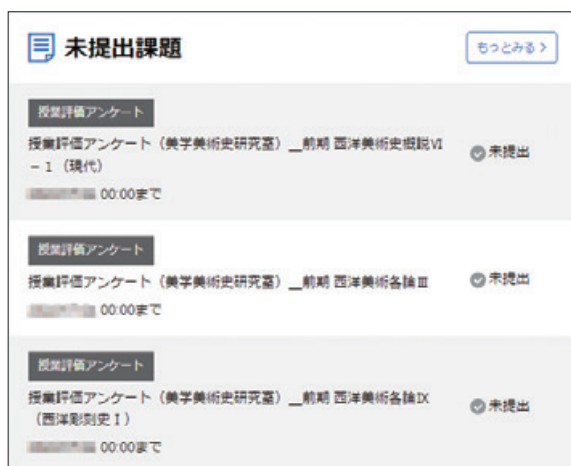 未提出課題
もっとみる >
授業評価アンケート
授業評価アンケート（美学美術史研究室）__前期 西洋美術史概説Ⅵ
－１（現代）
未提出
00:00まで
授業評価アンケート
授業評価アンケート（美学美術史研究室）__前期 西洋美術各論Ⅲ
未提出
00:00まで
授業評価アンケート
授業評価アンケート（美学美術史研究室）__前期 西洋美術各論Ⅸ
（西洋彫刻史Ⅰ）
未提出
00:00まで